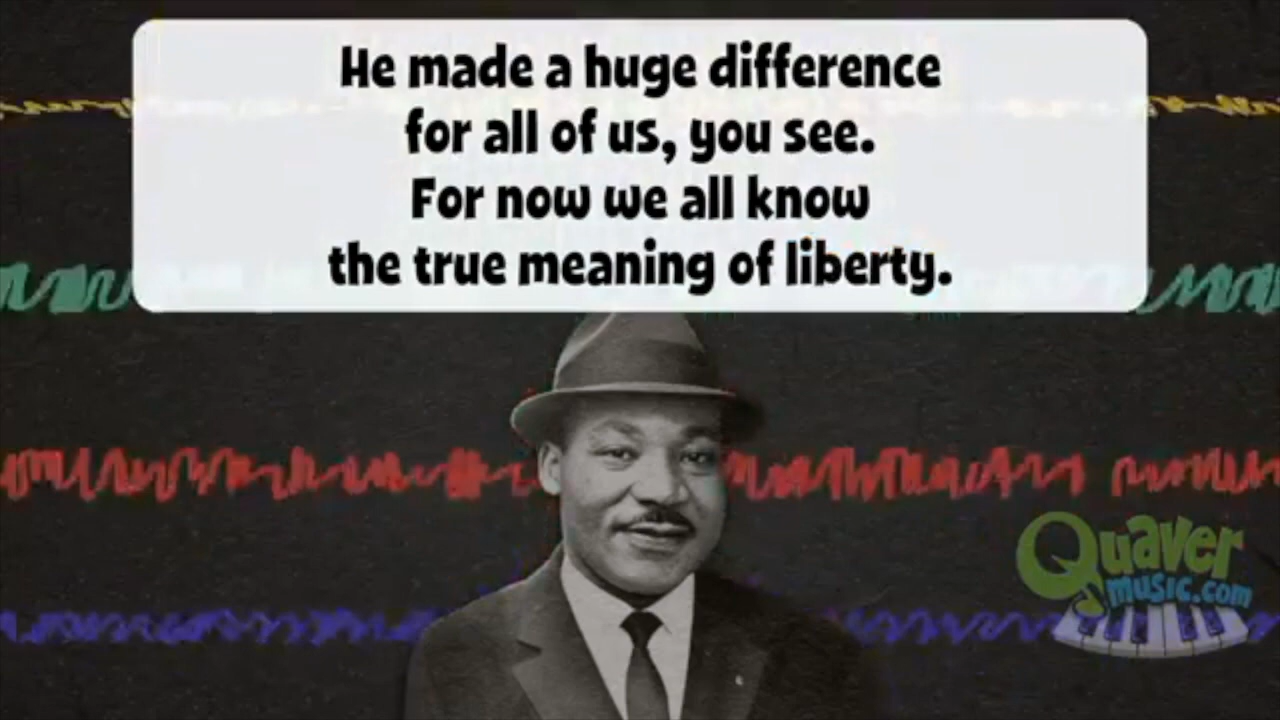 He made a huge difference
for all of us, you see.
For now we all know
the true meaning of liberty.
Quaver
music.com